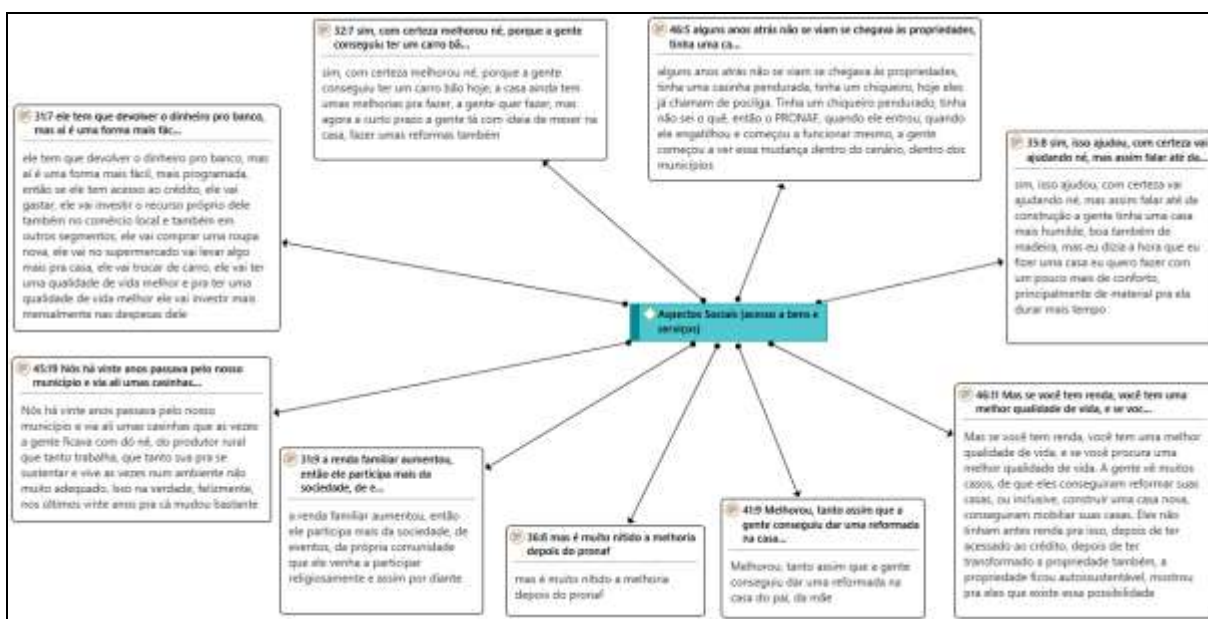 32:7 sim, com certeza melhorou né, porque a gente
conseguiu ter um carro bã...
sim, com certeza melhorou né, porque a gente
conseguiu ter um carro bão hoje, a casa ainda tem
umas melhorias pra fazer, a gente quer fazer, mas
agora a curto prazo a gente tá com ideia de mexer na
casa, fazer umas reformas também
46:5 alguns anos atrás não se viam se chegava às propriedades,
tinha uma ca...
alguns anos atrás não se viam se chegava às propriedades,
tinha uma casinha pendurada, tinha um chiqueiro, hoje eles
já chamam de pocilga. Tinha um chiqueiro pendurado, tinha
não sei o quê, então o PRONAF, quando ele entrou, quando
ele engatilhou e começou a funcionar mesmo, a gente
começou a ver essa mudança dentro do cenário, dentro dos
municípios
31:7 ele tem que devolver o dinheiro pro banco,
mas aí é uma forma mais fác...
ele tem que devolver o dinheiro pro banco, mas
aí é uma forma mais fácil, mais programada,
então se ele tem acesso ao crédito, ele vai
gastar, ele vai investir o recurso próprio dele
também no comércio local e também em
outros segmentos, ele vai comprar uma roupa
nova, ele vai no supermercado vai levar algo
mais pra casa, ele vai trocar de carro, ele vai ter
uma qualidade de vida melhor e pra ter uma
qualidade de vida melhor ele vai investir mais
mensalmente nas despesas dele
sim, isso ajudou, com certeza vai
ajudando né, mas assim falar até da...
sim, isso ajudou, com certeza vai
ajudando né, mas assim falar até da
construção a gente tinha uma casa
mais humilde, boa também de
madeira, mas eu dizia a hora que eu
fizer uma casa eu quero fazer com
um pouco mais de conforto,
principalmente de material pra ela
durar mais tempo
Aspectos Sociais (acesso a bens e
serviços)
45:19 Nós há vinte anos passava pelo nosso
município e via ali umas casinhas...
Nós há vinte anos passava pelo nosso
município e via ali umas casinhas que as vezes
a gente ficava com dó né, do produtor rural
que tanto trabalha, que tanto sua pra se
sustentar e vive as vezes num ambiente não
muito adequado. Isso na verdade, felizmente,
nos últimos vinte anos pra cá mudou bastante
31:9 a renda familiar aumentou,
então ele participa mais da
sociedade, de e...
a renda familiar aumentou, então
ele participa mais da sociedade, de
eventos, da própria comunidade
que ele venha a participar
religiosamente e assim por diante
36:6 mas é muito nítido a melhoria
depois do pronaf
mas é muito nítido a melhoria
depois do pronaf
41:9 Melhorou, tanto assim que a
gente conseguiu dar uma reformada
na casa...
Melhorou, tanto assim que a gente
conseguiu dar uma reformada na
casa do pai, da mãe
46:11 Mas se você tem renda, você tem uma
melhor qualidade de vida, e se voc...
Mas se você tem renda, você tem uma melhor
qualidade de vida, e se você procura uma
melhor qualidade de vida. A gente vê muitos
casos, de que eles conseguiram reformar suas
casas, ou inclusive, construir uma casa nova,
conseguiram mobiliar suas casas. Eles não
tinham antes renda pra isso, depois de ter
acessado ao crédito, depois de ter
transformado a propriedade também, a
propriedade ficou autossustentável, mostrou
pra eles que existe essa possibilidade